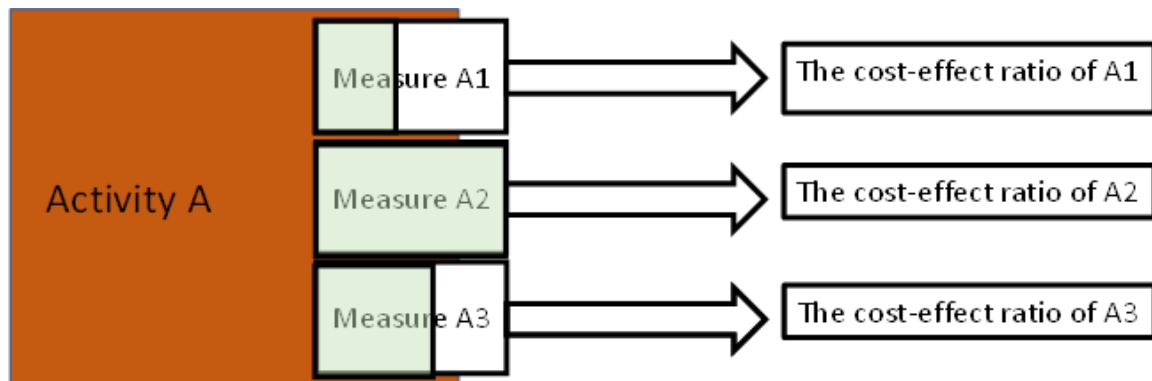 Measure A1
The cost-effect ratio of A1
Activity A
Measure A2
The cost-effect ratio of A2
Measure A3
The cost-effect ratio of A3